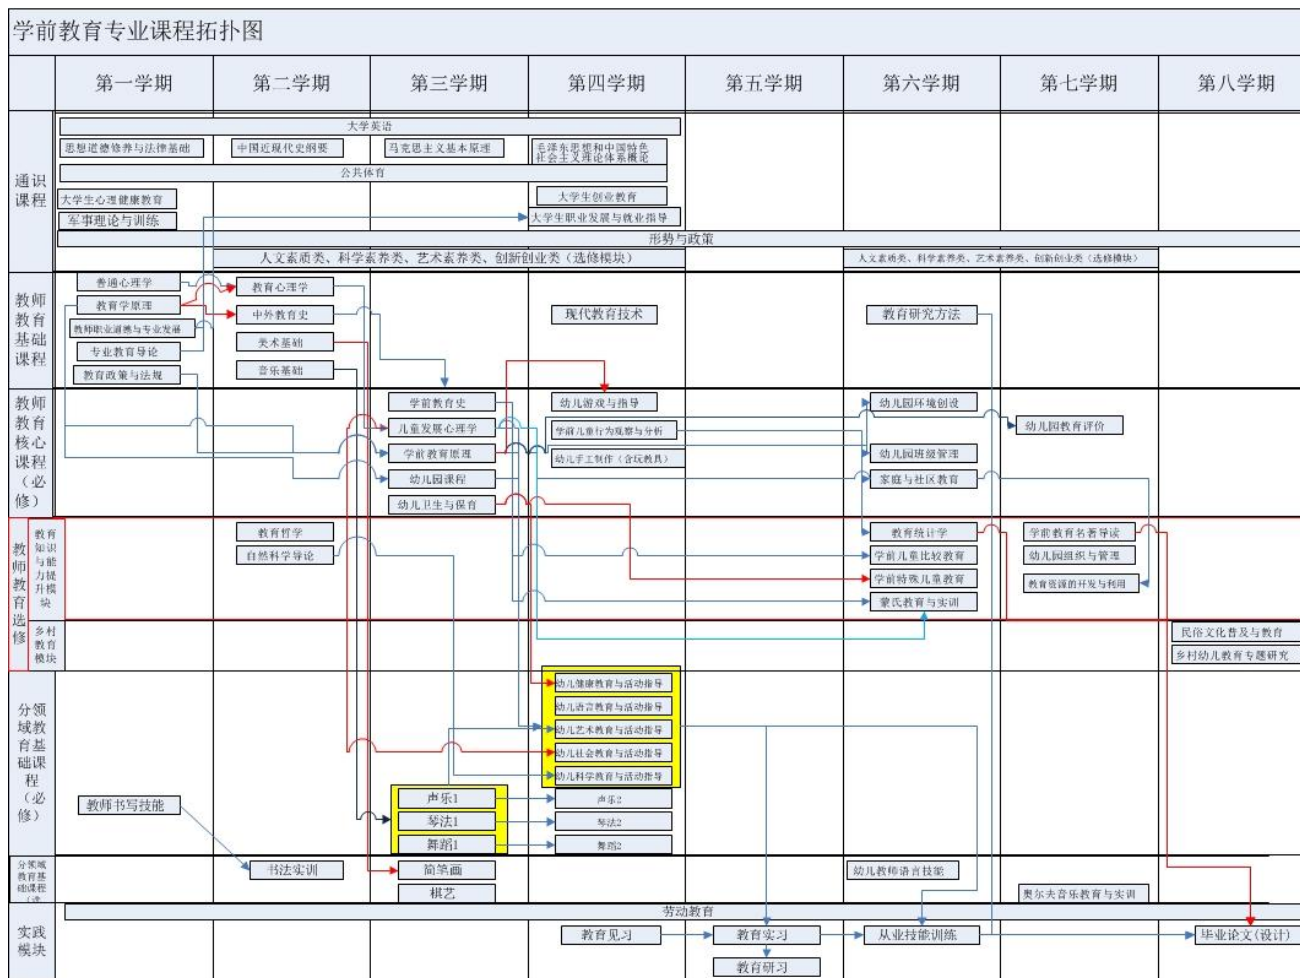 学前教育专业课程拓扑图
第一学期
第二学期
第三学期
第四学期
第五学期
第六学期
第七学期
第八学期
通识
课程
大学英语
思想道德修养与法律基础
中国近现代史纲要
马克思主义基本原理
毛泽东思想和中国特色
社会主义理论体系概论
公共体育
大学生心理健康教育
大学生创业教育
军事理论与训练
大学生职业发展与就业指导
形势与政策
人文素质类、科学素养类、艺术素养类、创新创业类（选修模块）
人文素质类、科学素养类、艺术素养类、创新创业类（选修模块）
教师
教育
基础
课程
普通心理学
教育心理学
教育学原理
中外教育史
现代教育技术
教育研究方法
教师职业道德与专业发展
美术基础
专业教育导论
音乐基础
教育政策与法规
教师
教育
核心
课程
（必
修）
学前教育史
幼儿游戏与指导
幼儿园环境创设
儿童发展心理学
学前儿童行为观察与分析
幼儿园教育评价
学前教育原理
幼儿手工制作（含玩教具）
幼儿园班级管理
幼儿园课程
家庭与社区教育
幼儿卫生与保育
教
师
教
育
选
修
教育
知识
与能
力提
升模
块
教育哲学
教育统计学
学前教育名著导读
自然科学导论
学前儿童比较教育
幼儿园组织与管理
学前特殊儿童教育
教育资源的开发与利用
蒙氏教育与实训
乡村
教育
模块
民俗文化普及与教育
乡村幼儿教育专题研究
分领
域教
育基
础课
程
（必
修）
幼儿健康教育与活动指导
幼儿语言教育与活动指导
幼儿艺术教育与活动指导
幼儿社会教育与活动指导
幼儿科学教育与活动指导
教师书写技能
声乐1
声乐2
琴法1
琴法2
舞蹈1
舞蹈2
分领域
教育基
础课程
（选
书法实训
简笔画
幼儿教师语言技能
棋艺
奥尔夫音乐教育与实训
实践
模块
劳动教育
教育见习
教育实习
从业技能训练
毕业论文(设计)
教育研习